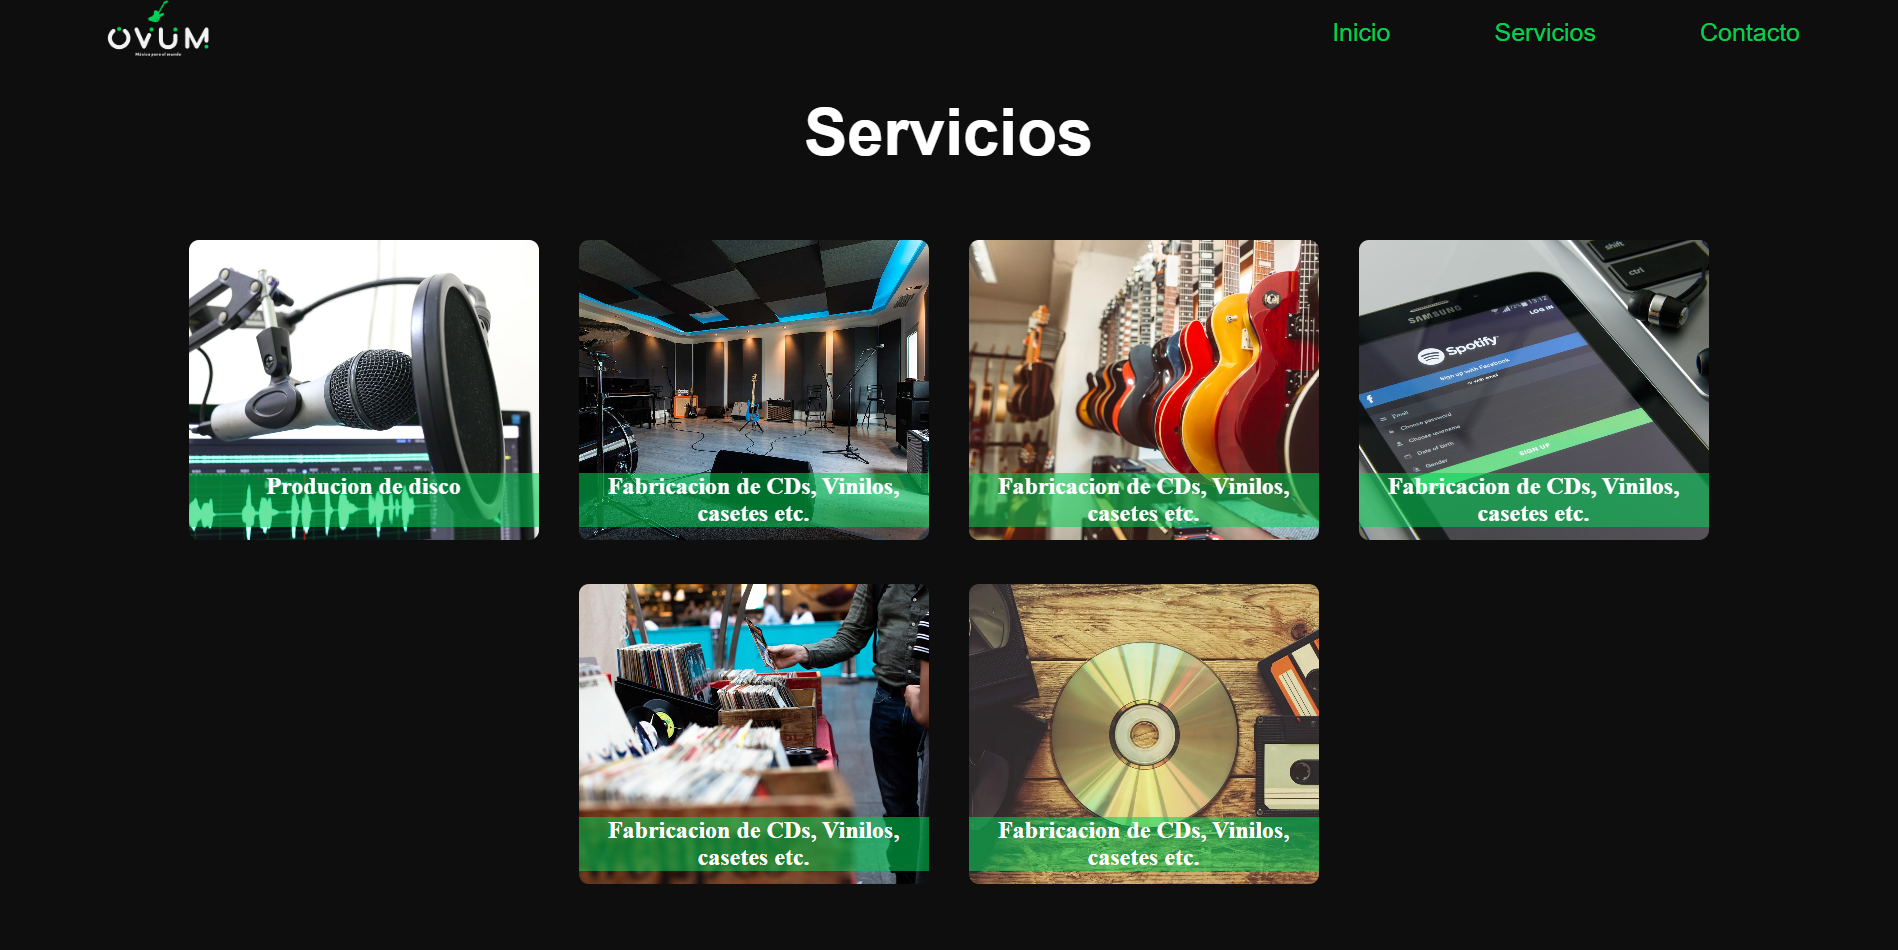 OVUM
Música para el mundo
Inicio
Servicios
Contacto
Servicios
Producion de disco
Fabricacion de CDs, Vinilos,
casetes etc.
Fabricacion de CDs, Vinilos,
casetes etc.
shift
ctrl
SAMSUNG
13:12
LOG IN
Spotify
Sign up with Facebook
or with email
Email
Choose password
Choose username
Date of birth
Gender
SIGN UP
Fabricacion de CDs, Vinilos,
casetes etc.
Fabricacion de CDs, Vinilos,
casetes etc.
Fabricacion de CDs, Vinilos,
casetes etc.